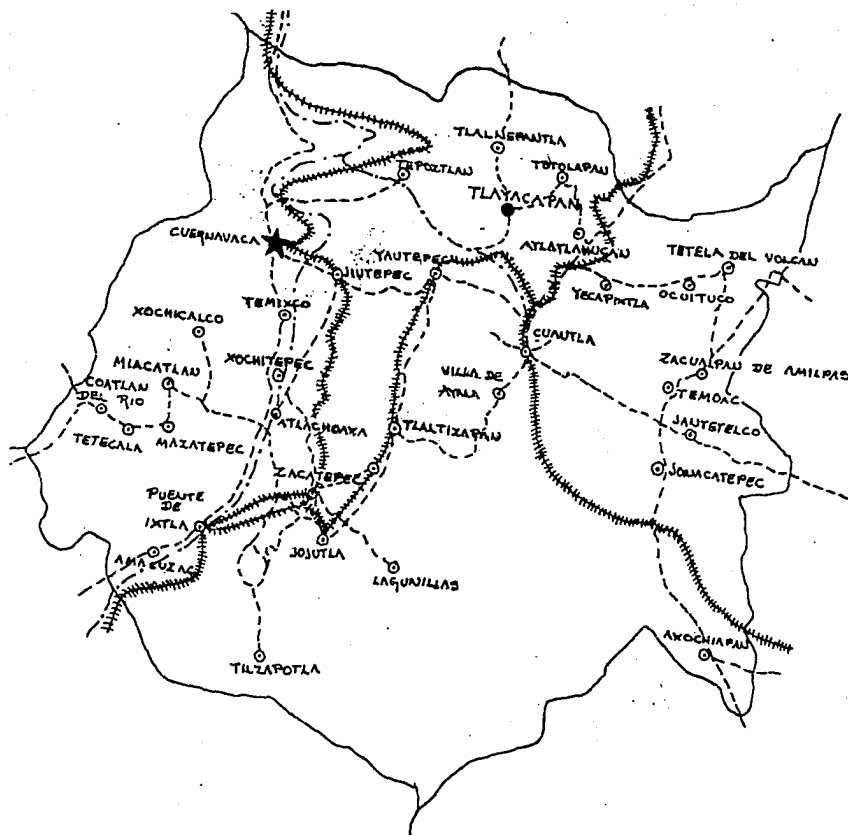 TLALNEPANTLA
TEPOZTLAN
TOTOLAPAN
TLAYACAPAN
CUERNAVACA
ATLATLAHUCAN
YAUTEPEC
JIUTEPEC
TETELA DEL VOLCAN
YECAPIXTLA
OCUITUCO
XOCHICALCO
TEMIXCO
CUAUTLA
MIACATLAN
XOCHITEPEC
VILLA DE
AYALA
ZACUALPAN DE AMILPAS
TEMOAC
COATLAN
DEL RIO
TETECALA
MAZATEPEC
ATLACHOAXA
TLALTIZAPAN
JANTETELCO
ZACATEPEC
JONACATEPEC
PUENTE
DE
IXTLA
AMACUZAC
JOJUTLA
LAGUNILLAS
TILZAPOTLA
AXOCHIAPAN